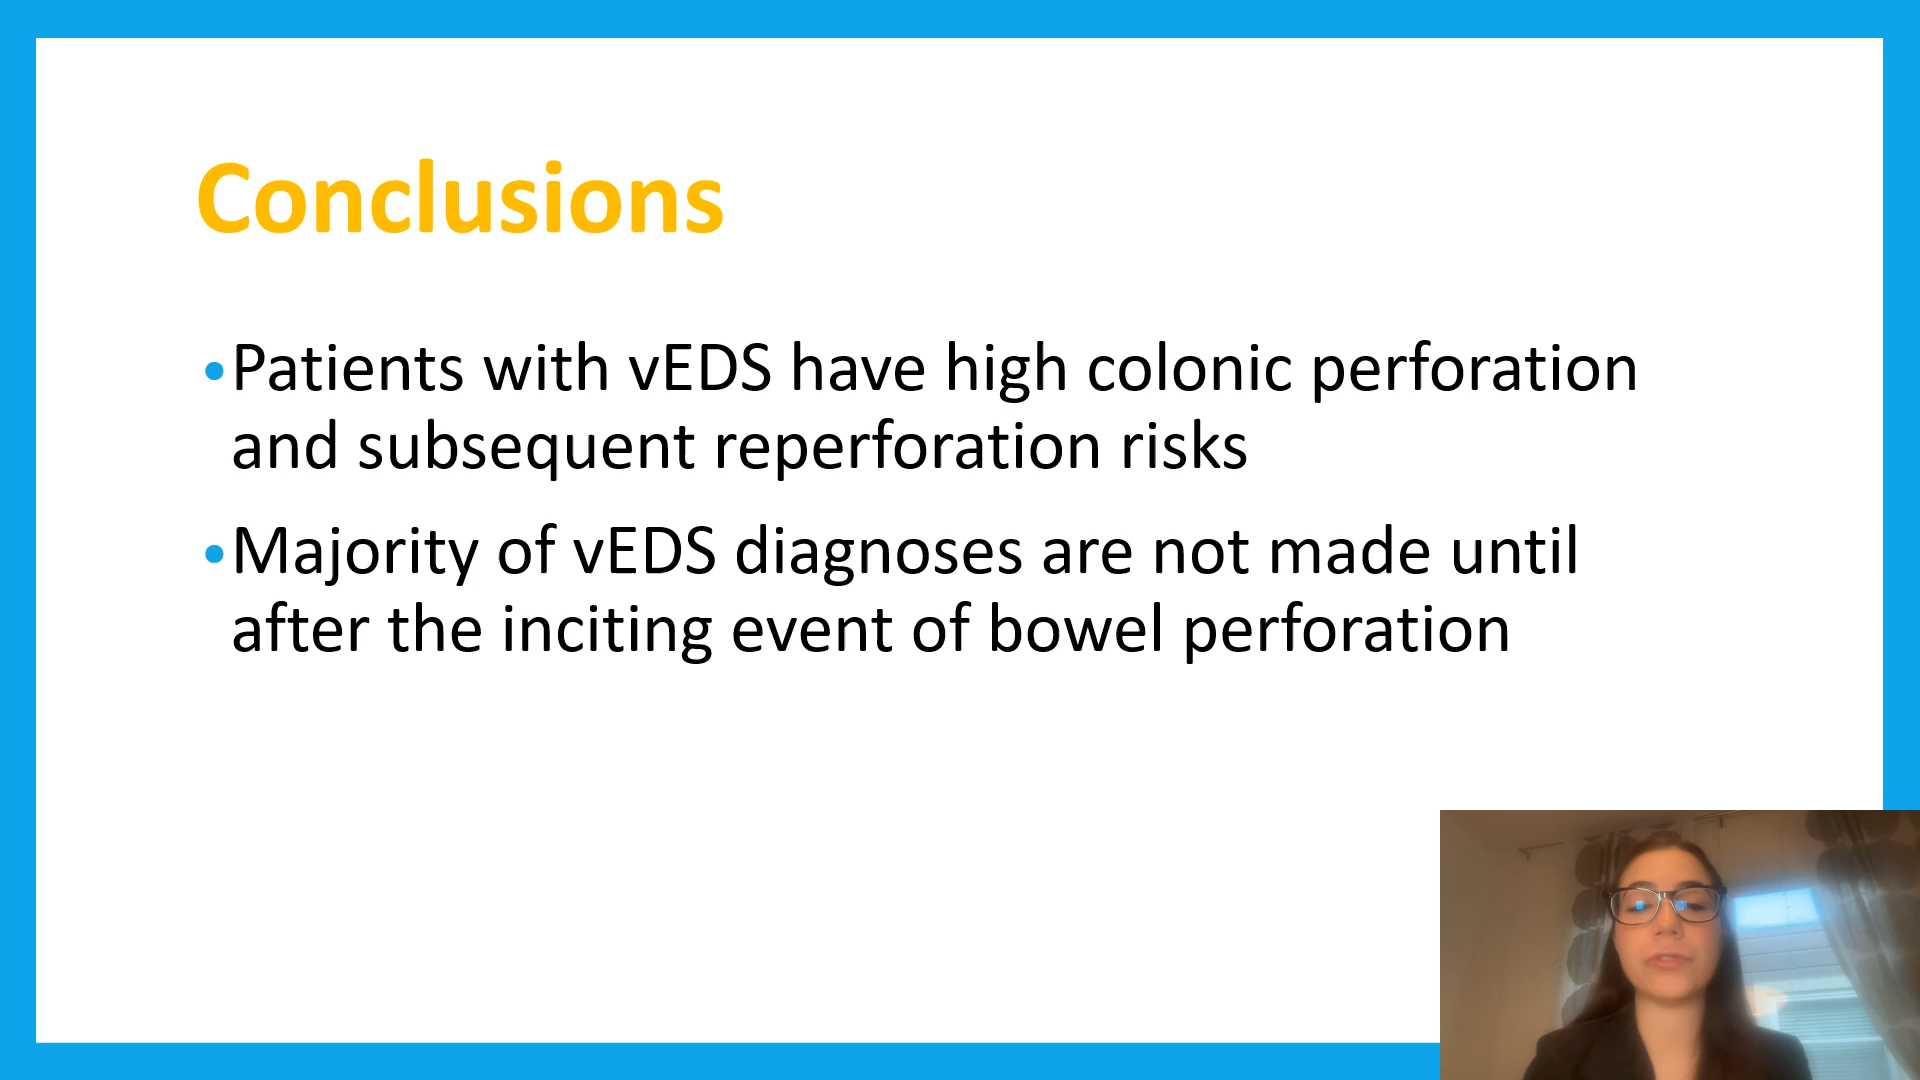 Conclusions
•Patients with vEDS have high colonic perforation
and subsequent reperforation risks
•Majority of vEDS diagnoses are not made until
after the inciting event of bowel perforation